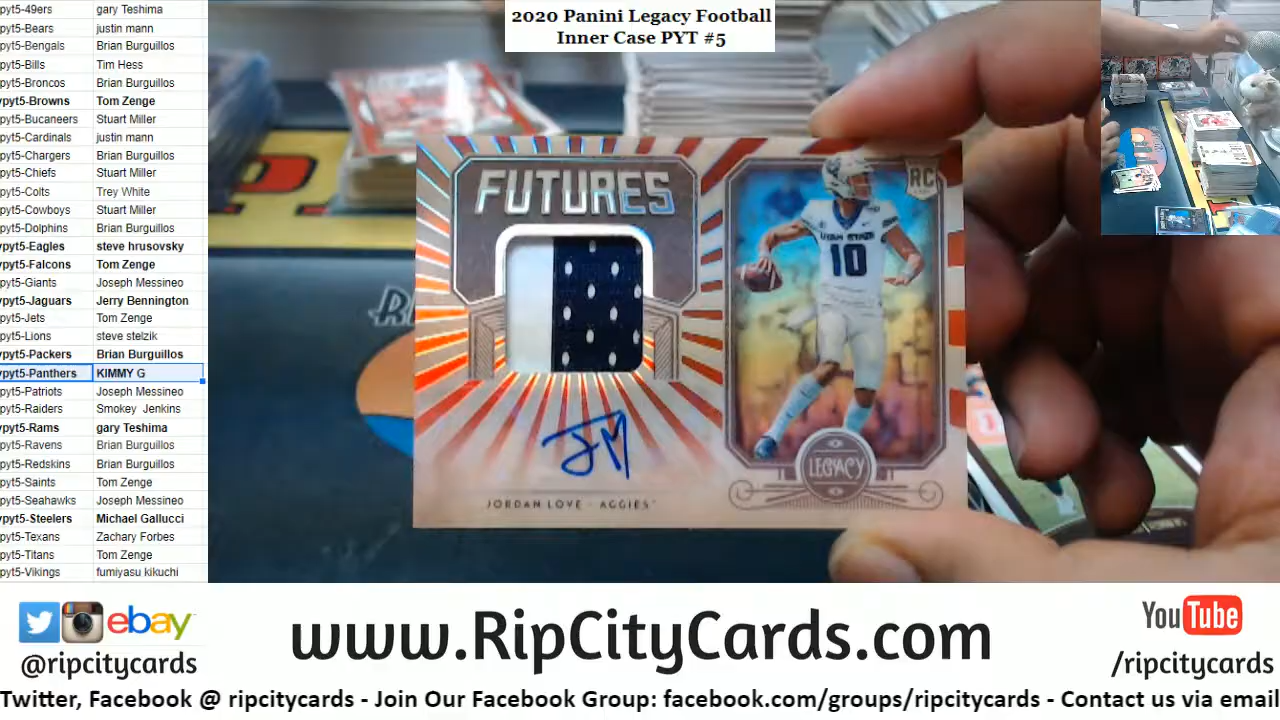 2020 Panini Legacy Football
Inner Case PYT #5
pyt5-49ers gary Teshima
pyt5-Bears justin mann
pyt5-Bengals Brian Burguillos
pyt5-Bills Tim Hess
pyt5-Broncos Brian Burguillos
pyt5-Browns Tom Zenge
pyt5-Bucaneers Stuart Miller
pyt5-Cardinals justin mann
pyt5-Chargers Brian Burguillos
pyt5-Chiefs Stuart Miller
pyt5-Colts Trey White
pyt5-Cowboys Stuart Miller
pyt5-Dolphins Brian Burguillos
pyt5-Eagles steve hrusovsky
pyt5-Falcons Tom Zenge
pyt5-Giants Joseph Messineo
pyt5-Jaguars Jerry Bennington
pyt5-Jets Tom Zenge
pyt5-Lions steve stelzik
pyt5-Packers Brian Burguillos
pyt5-Panthers KIMMY G
pyt5-Patriots Joseph Messineo
pyt5-Raiders Smokey Jenkins
pyt5-Rams gary Teshima
pyt5-Ravens Brian Burguillos
pyt5-Redskins Brian Burguillos
pyt5-Saints Tom Zenge
pyt5-Seahawks Joseph Messineo
pyt5-Steelers Michael Gallucci
pyt5-Texans Zachary Forbes
pyt5-Titans Tom Zenge
pyt5-Vikings fumiyasu kikuchi
FUTURES
RC
UTAH STATE
10
LEGACY
JORDAN LOVE - AGGIES
ebay
@ripcitycards
www.RipCityCards.com
YouTube
/ripcitycards
Twitter, Facebook @ ripcitycards - Join Our Facebook Group: facebook.com/groups/ripcitycards - Contact us via email